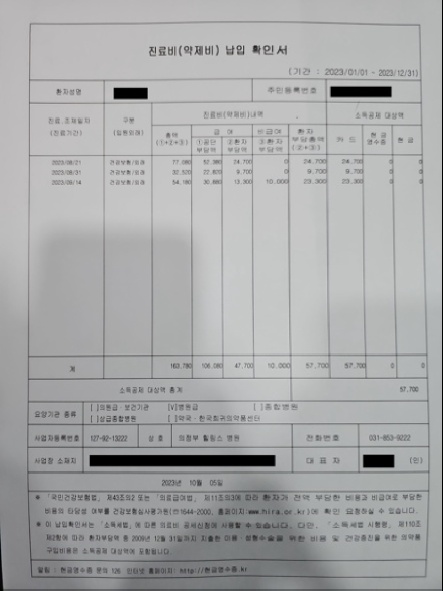 진료비(약제비) 납입 확인서
(기간 : 2023/01/01 - 2023/12/31)
환자성명
주민등록번호
진료.조제일자
(진료기간)
구분
(입원외래)
진료비(약제비)내역
소득공제 대상액
총액
(①+②+③)
급 여
비급여
환자
부담총액
(②+③)
①공단
부담액
②환자
부담액
③환자
부담액
카 드
현 금
영수증
현 금
2023/08/21 건강보험/외래 77,080 52,380 24,700 0 24,700 24,700 0 0
2023/08/31 건강보험/외래 32,520 22,820 9,700 0 9,700 9,700 0 0
2023/09/14 건강보험/외래 54,180 30,880 13,300 10,000 23,300 23,300 0 0
계 163,780 106,080 47,700 10,000 57,700 57,700 0 0
소득공제 대상액 총계 57,700
요양기관 종류
[ ]의원급·보건기관 [V]병원급 [ ]종합병원
[ ]상급종합병원 [ ]약국·한국희귀의약품센터
사업자등록번호 127-92-13222 상 호 의정부 힐링스 병원 전화번호 031-853-9222
사업장 소재지 대 표 자 (인)
2023년 10월 05일
※「국민건강보험법」 제43조의2 또는 「의료급여법」 제11조의3에 따라 환자가 전액 부담한 비용과 비급여로 부담한
비용의 타당성 여부를 건강보험심사평가원(☎1644-2000, 홈페이지:www.hira.or.kr)에 확인 요청하실 수 있습니다.
※ 이 납입확인서는 「소득세법」에 따른 의료비 공제신청에 사용할 수 있습니다. 다만, 「소득세법 시행령」 제110조
제2항에 따라 환자부담액 중 2009년 12월 31일까지 지출한 미용·성형수술을 위한 비용 및 건강증진을 위한 의약품
구입비용은 소득공제 대상액에 포함됩니다.
알림 : 현금영수증 문의 126 인터넷 홈페이지: http://현금영수증.kr